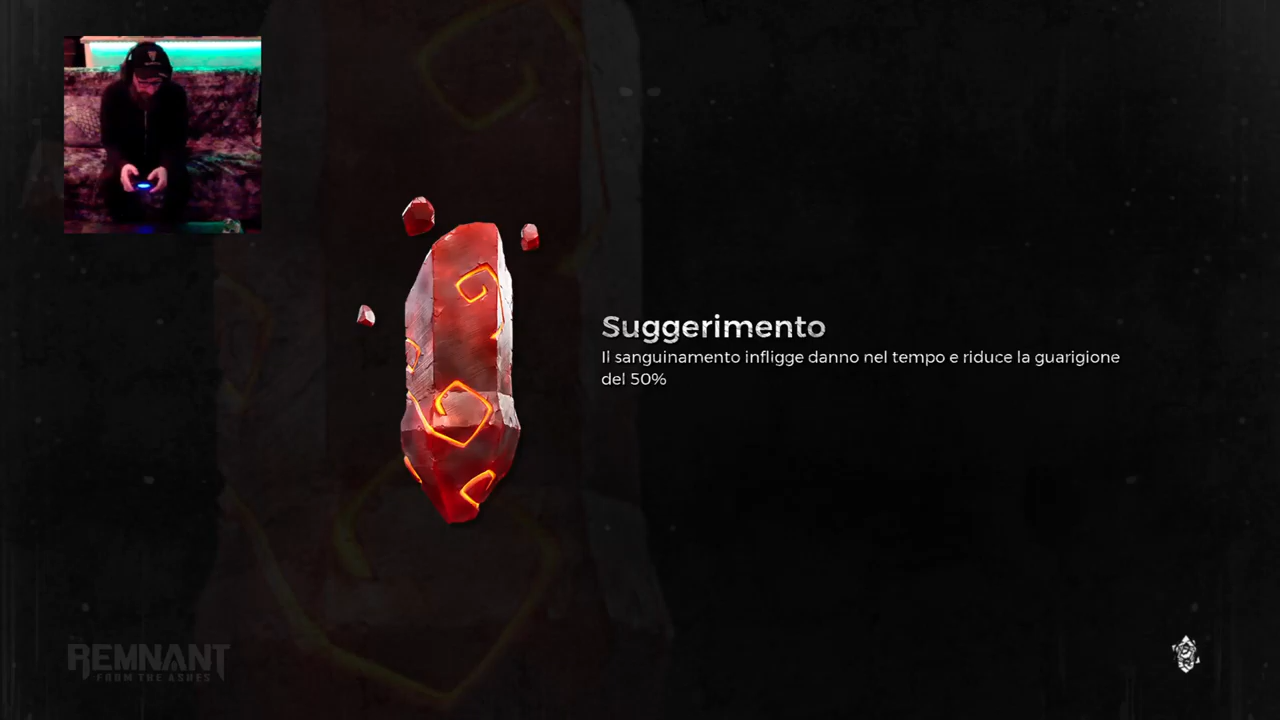 Suggerimento
Il sanguinamento infligge danno nel tempo e riduce la guarigione
del 50%
REMNANT
FROM THE ASHES